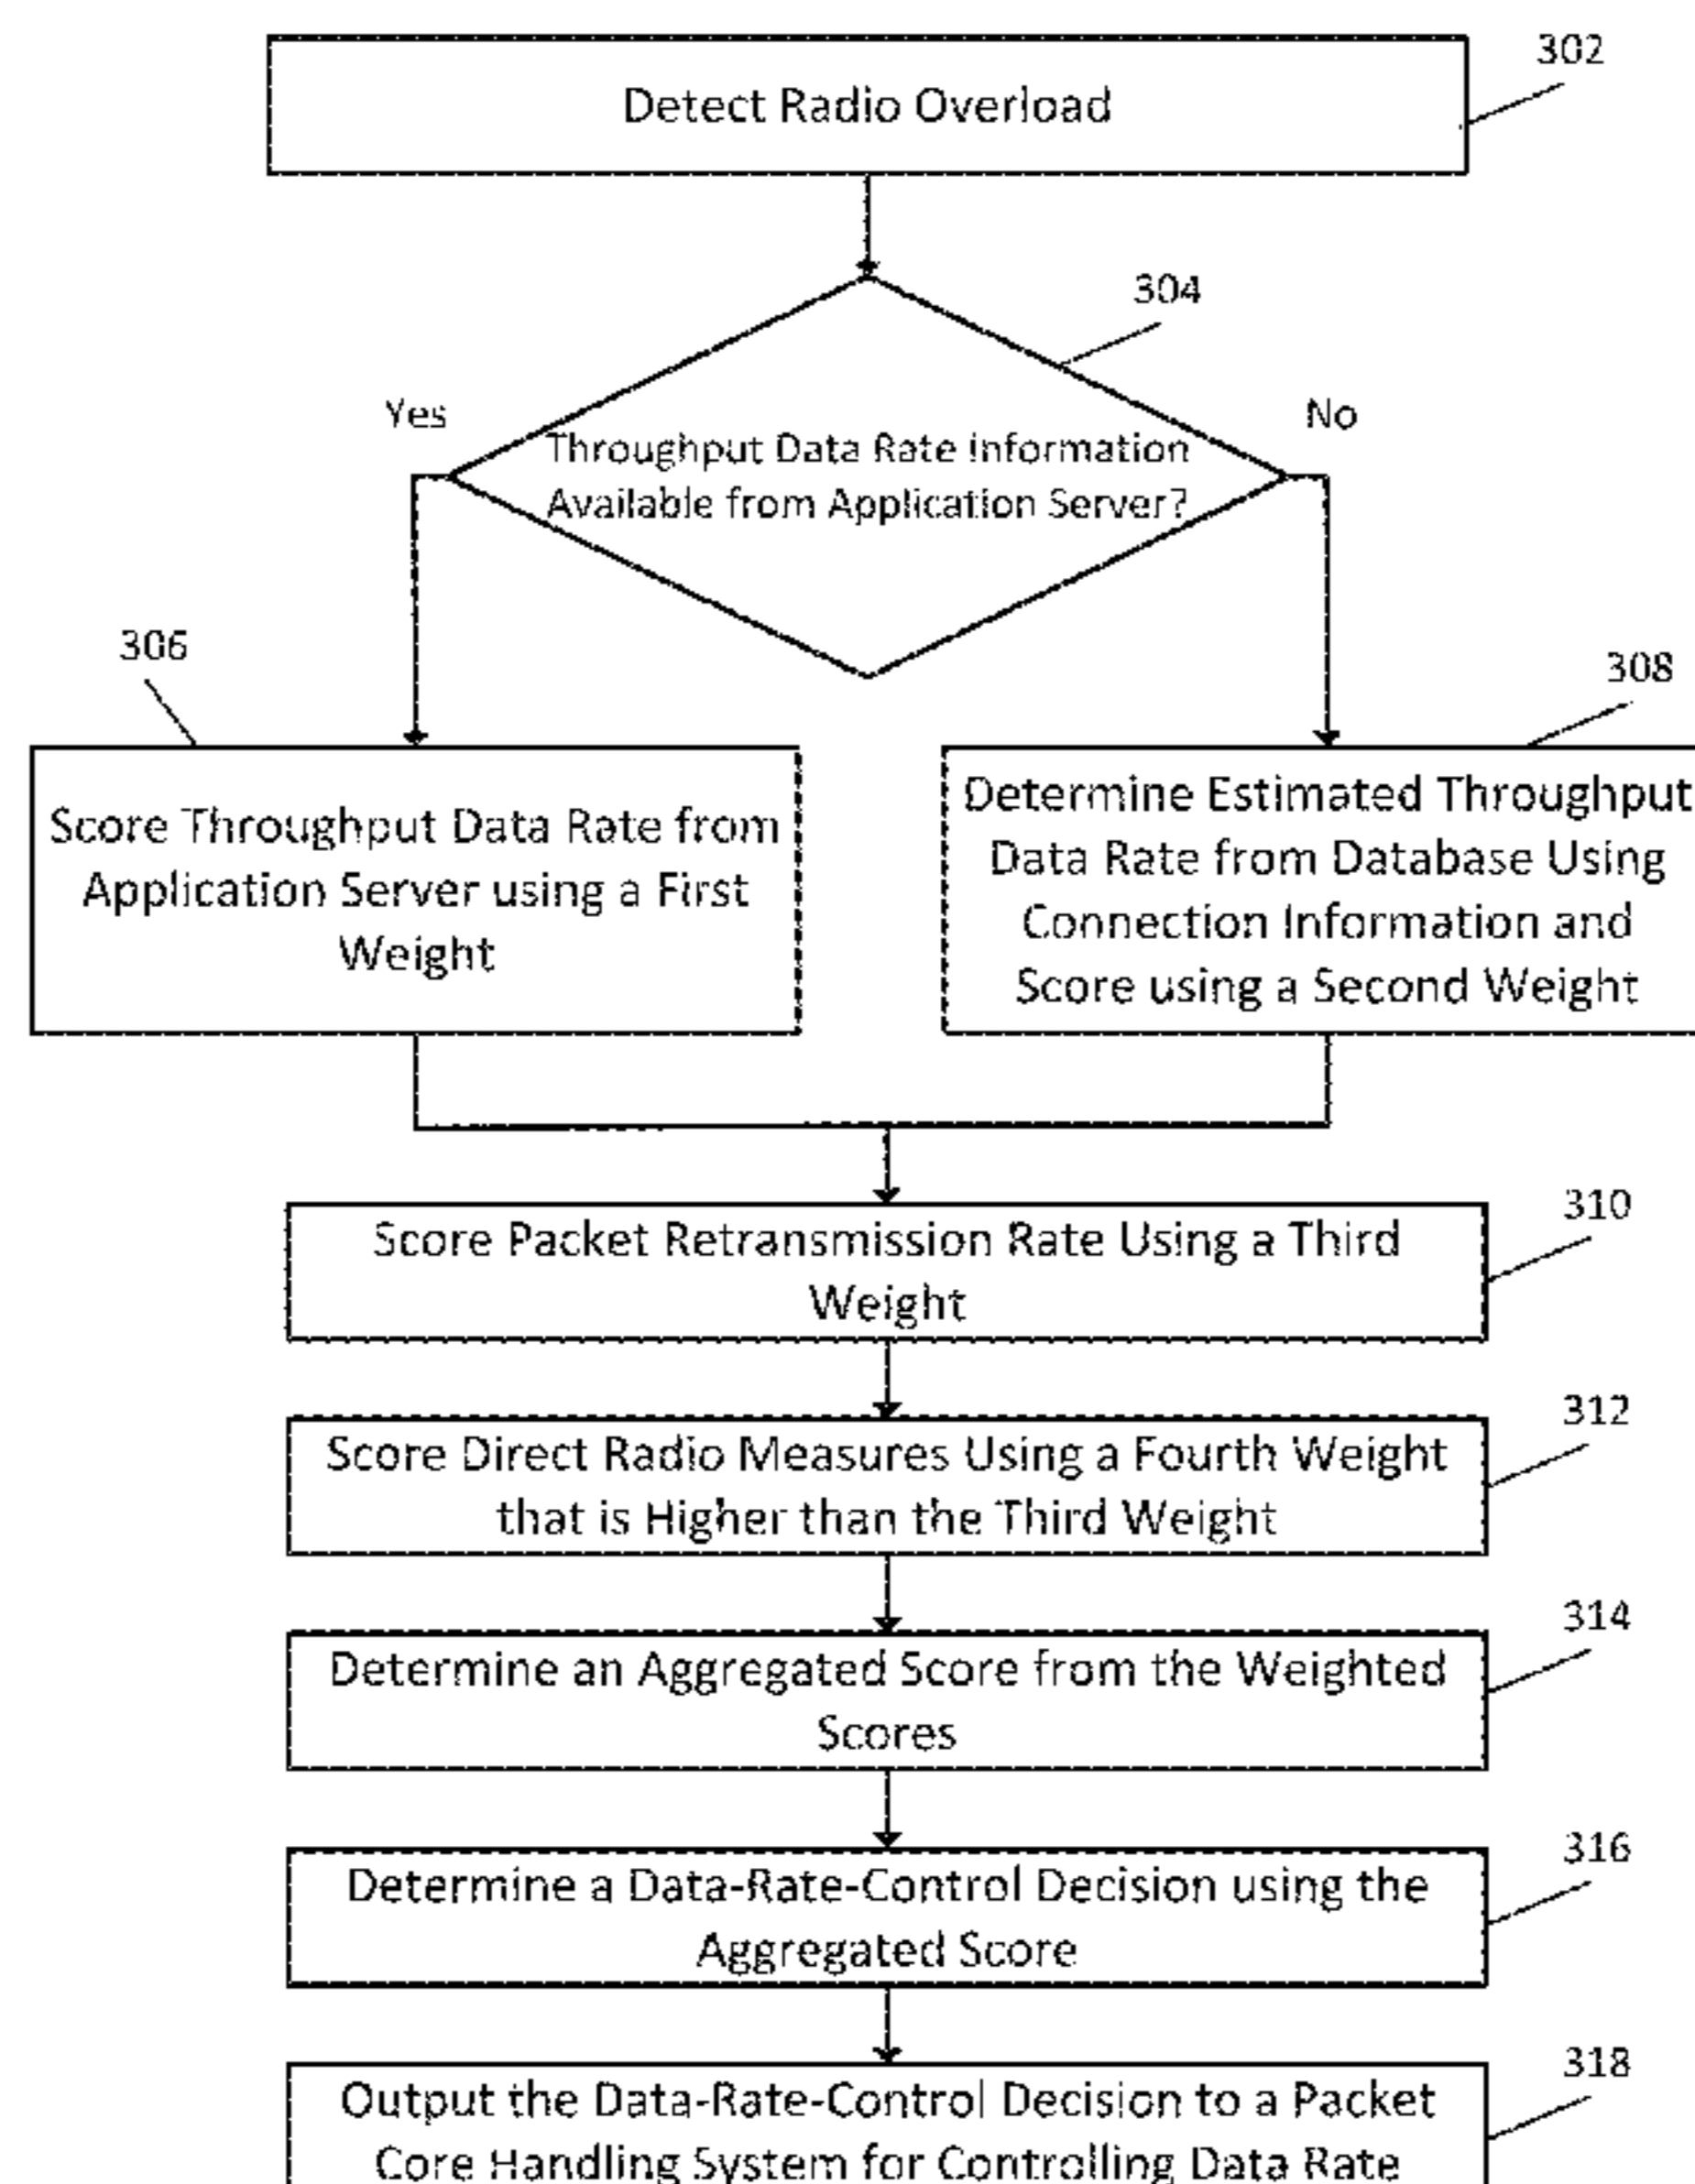 302
Detect Radio Overload
304
Yes
No
Throughput Data Rate Information
Available from Application Server?
306
308
Score Throughput Data Rate from
Application Server using a First
Weight
Determine Estimated Throughput
Data Rate from Database Using
Connection Information and
Score using a Second Weight
310
Score Packet Retransmission Rate Using a Third
Weight
312
Score Direct Radio Measures Using a Fourth Weight
that is Higher than the Third Weight
314
Determine an Aggregated Score from the Weighted
Scores
316
Determine a Data-Rate-Control Decision using the
Aggregated Score
318
Output the Data-Rate-Control Decision to a Packet
Core Handling System for Controlling Data Rate